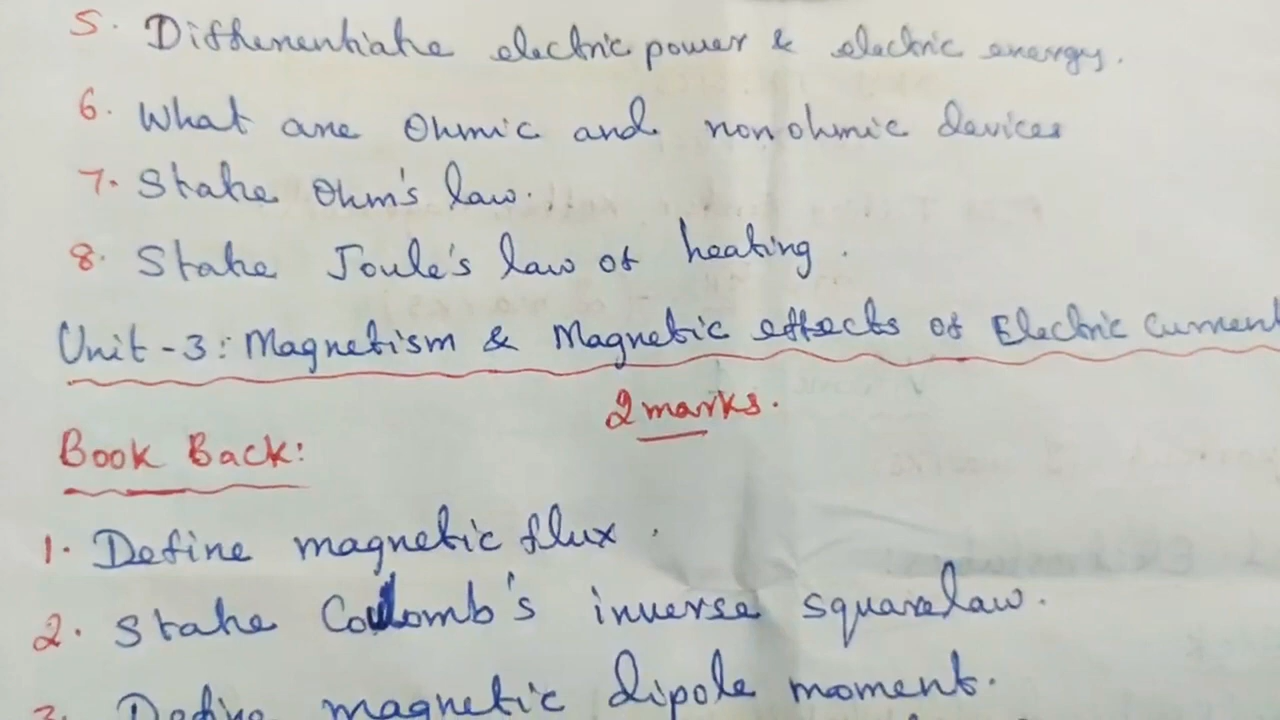 5. Differentiate electric power & electric energy.
6. What are Ohmic and nonohmic devices
7. State Ohm's law.
8. State Joule's law of heating.
Unit-3: Magnetism & Magnetic effects of Electric Current
2 marks.
Book Back:
1. Define magnetic flux.
2. State Coulomb's inverse square law.
3. Define magnetic dipole moment.